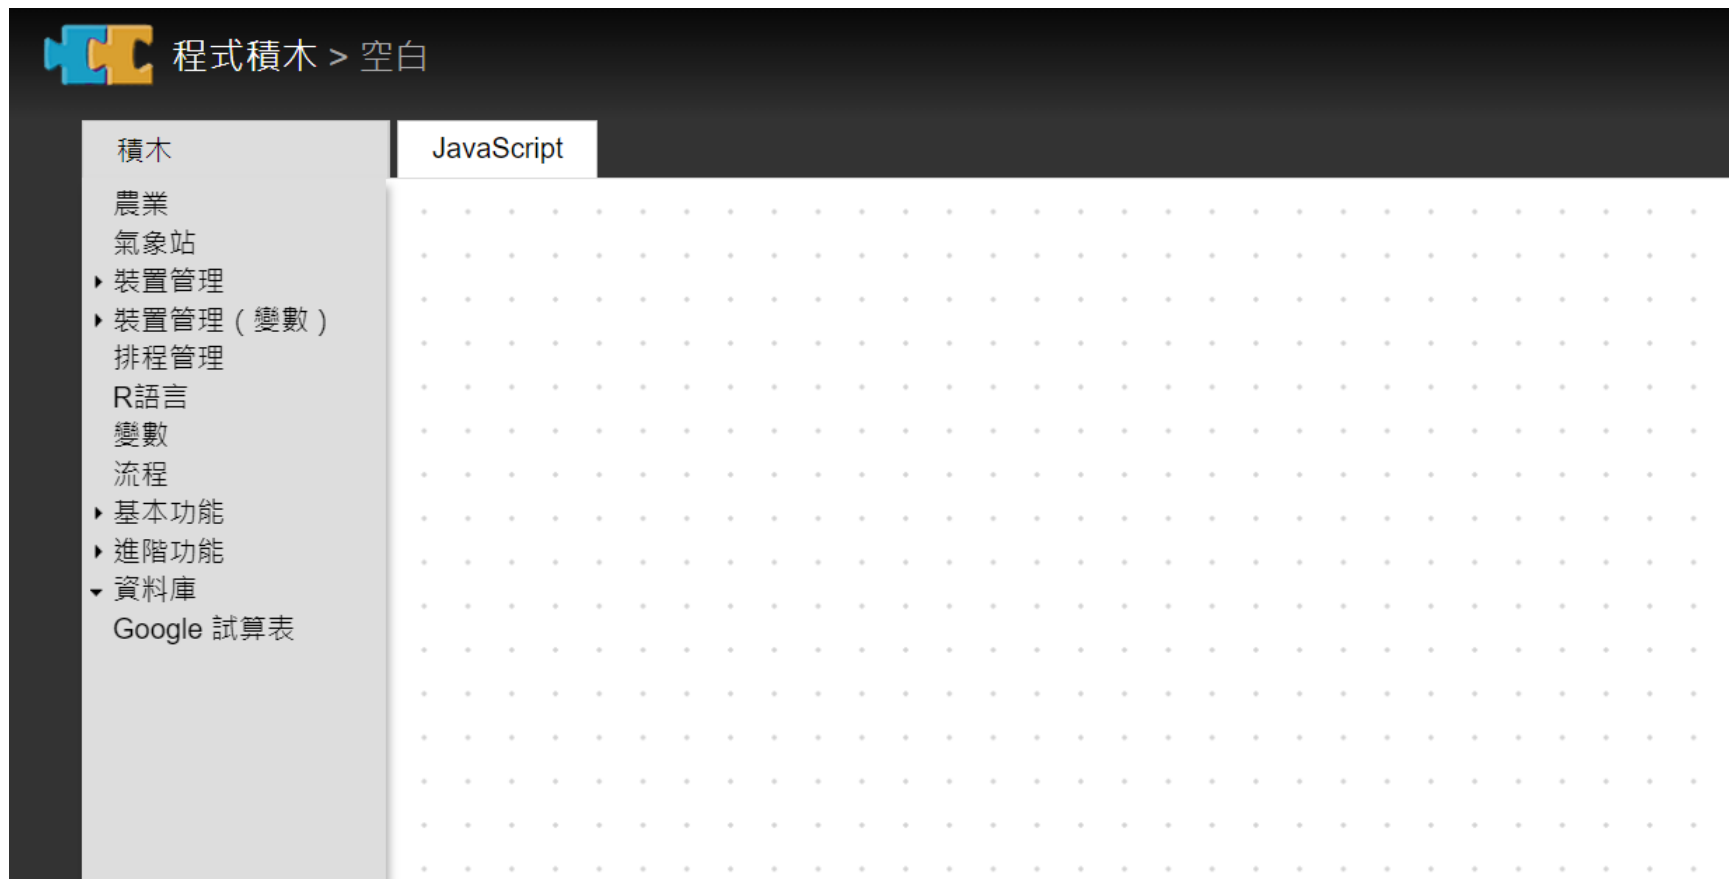 程式積木 > 空白
積木
JavaScript
農業
氣象站
裝置管理
裝置管理（變數）
排程管理
R語言
變數
流程
基本功能
進階功能
資料庫
Google 試算表